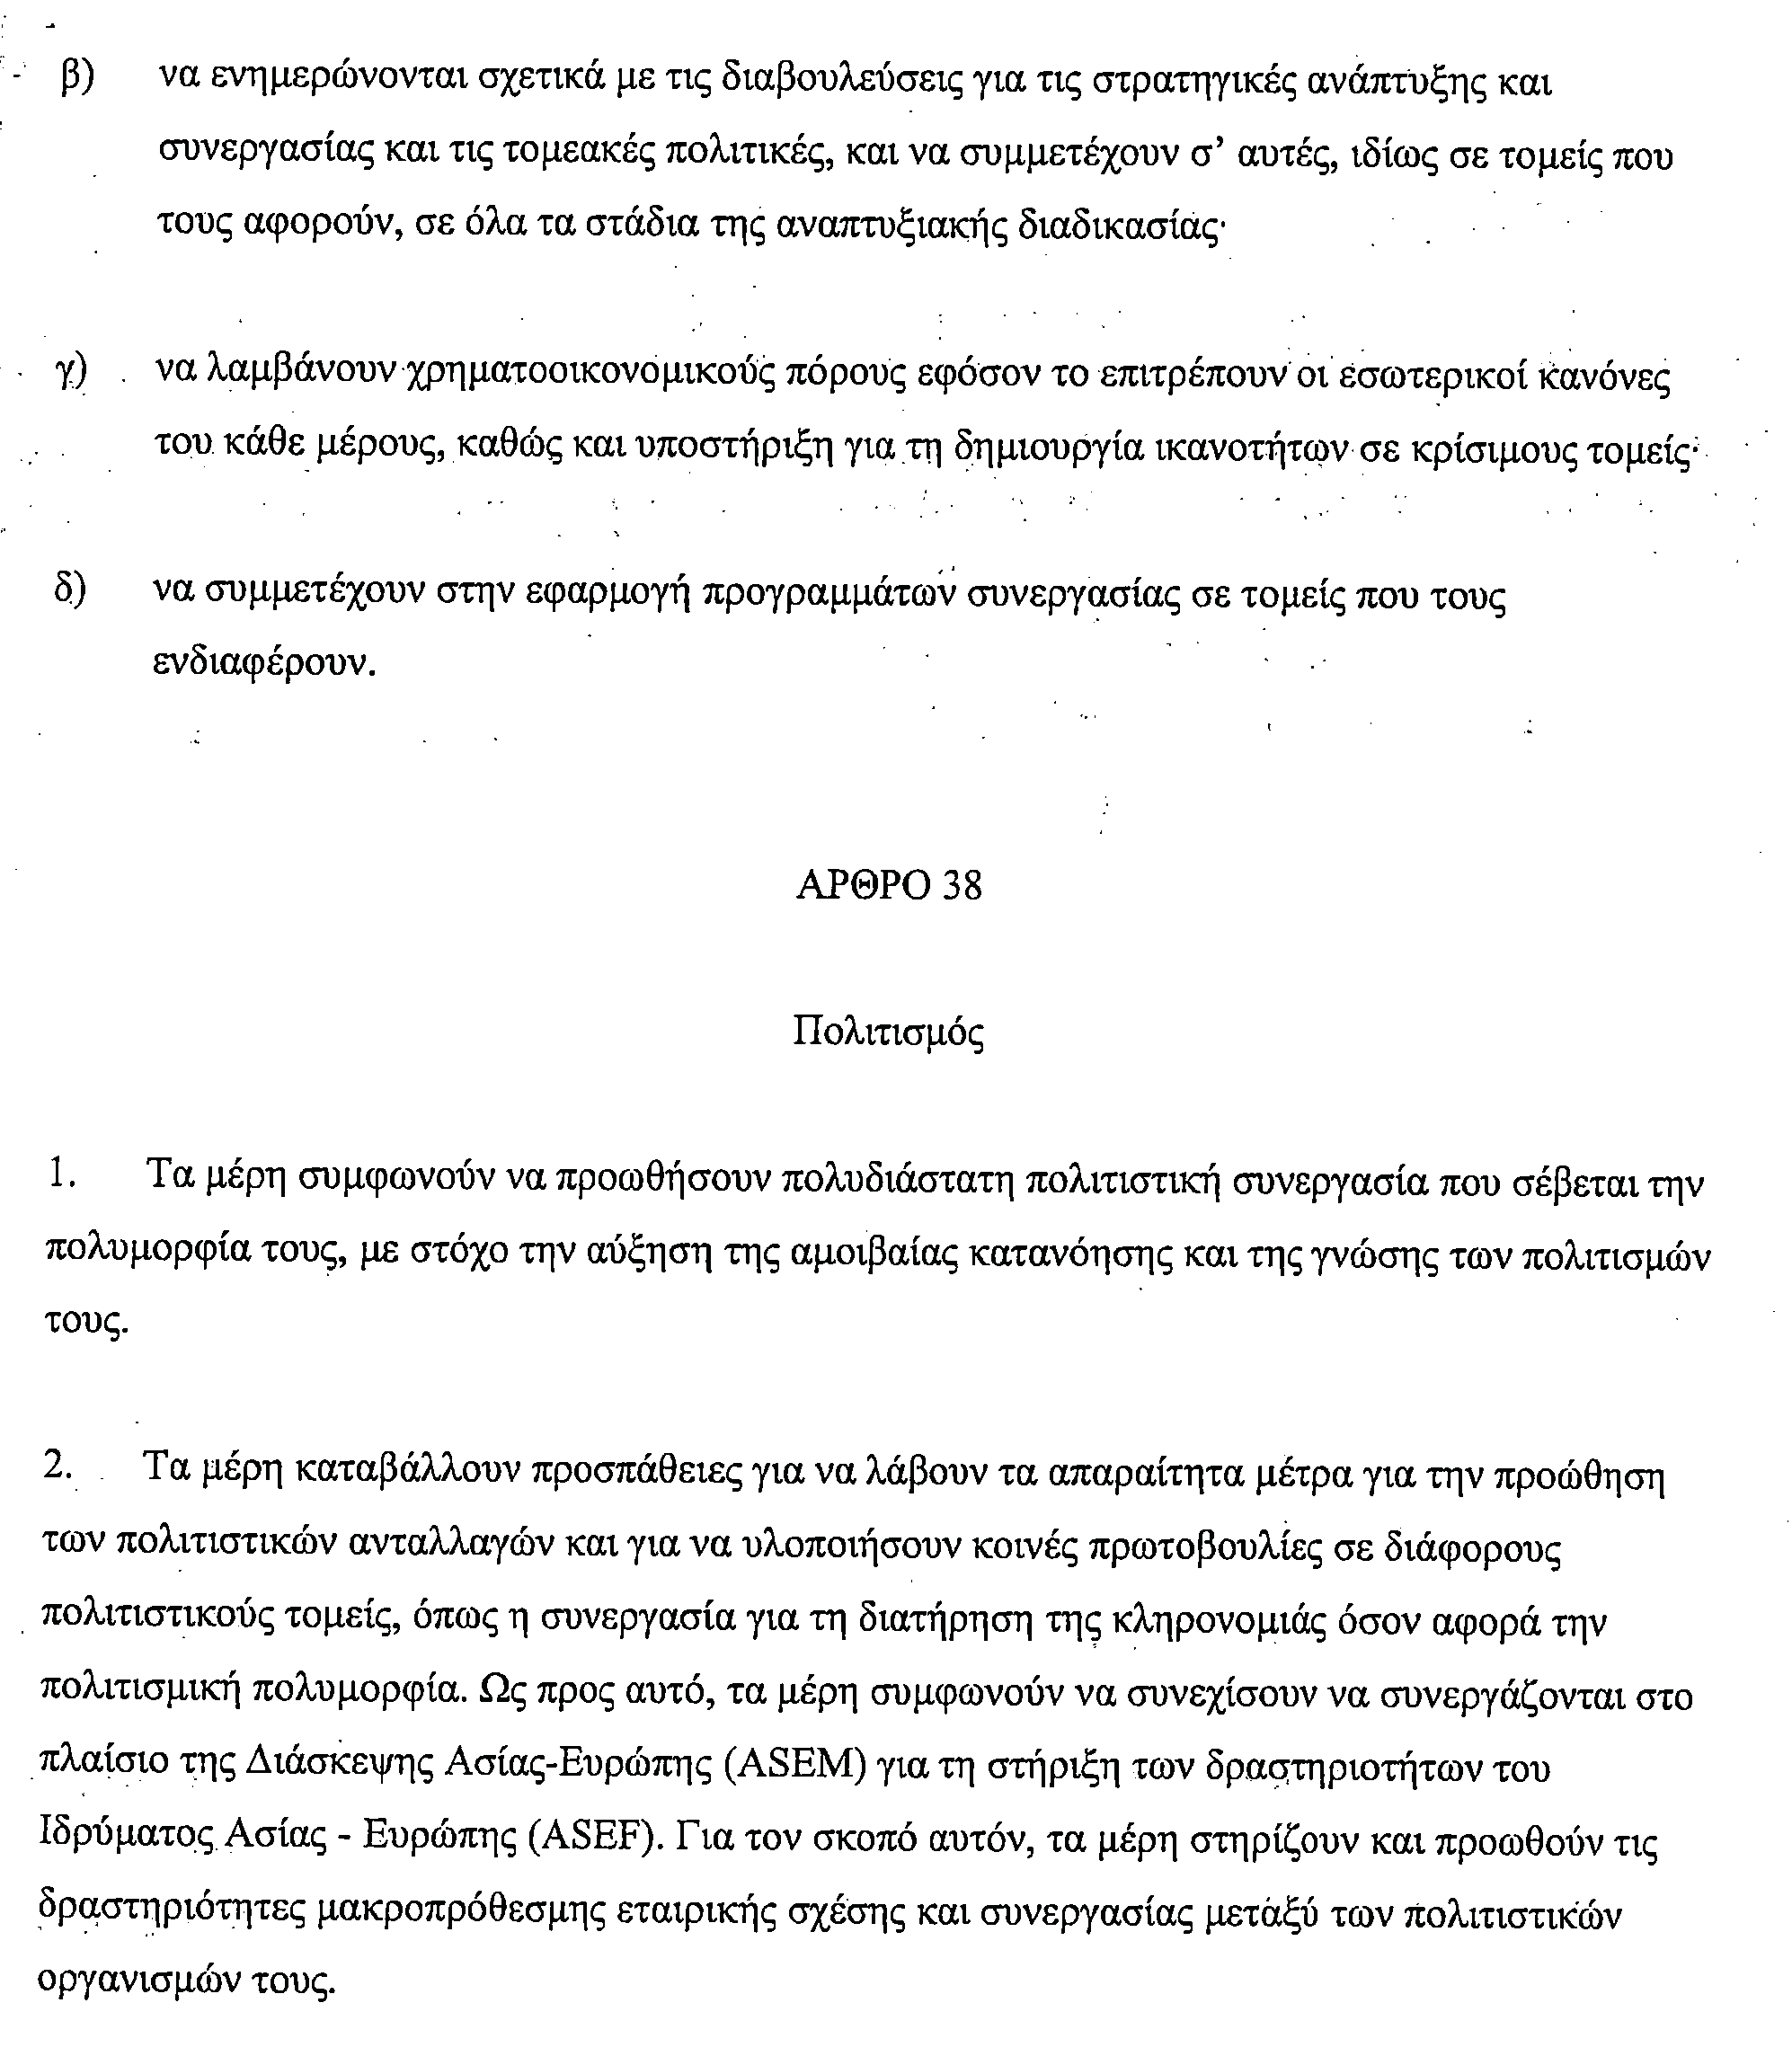 β) να ενημερώνονται σχετικά με τις διαβουλεύσεις για τις στρατηγικές ανάπτυξης και
συνεργασίας και τις τομεακές πολιτικές, και να συμμετέχουν σ’ αυτές, ιδίως σε τομείς που
τους αφορούν, σε όλα τα στάδια της αναπτυξιακής διαδικασίας·
γ) να λαμβάνουν χρηματοοικονομικούς πόρους εφόσον το επιτρέπουν οι εσωτερικοί κανόνες
του κάθε μέρους, καθώς και υποστήριξη για τη δημιουργία ικανοτήτων σε κρίσιμους τομείς·
δ) να συμμετέχουν στην εφαρμογή προγραμμάτων συνεργασίας σε τομείς που τους
ενδιαφέρουν.
ΑΡΘΡΟ 38
Πολιτισμός
1. Τα μέρη συμφωνούν να προωθήσουν πολυδιάστατη πολιτιστική συνεργασία που σέβεται την
πολυμορφία τους, με στόχο την αύξηση της αμοιβαίας κατανόησης και της γνώσης των πολιτισμών
τους.
2. Τα μέρη καταβάλλουν προσπάθειες για να λάβουν τα απαραίτητα μέτρα για την προώθηση
των πολιτιστικών ανταλλαγών και για να υλοποιήσουν κοινές πρωτοβουλίες σε διάφορους
πολιτιστικούς τομείς, όπως η συνεργασία για τη διατήρηση της κληρονομιάς όσον αφορά την
πολιτισμική πολυμορφία. Ως προς αυτό, τα μέρη συμφωνούν να συνεχίσουν να συνεργάζονται στο
πλαίσιο της Διάσκεψης Ασίας-Ευρώπης (ASEM) για τη στήριξη των δραστηριοτήτων του
Ιδρύματος Ασίας - Ευρώπης (ASEF). Για τον σκοπό αυτόν, τα μέρη στηρίζουν και προωθούν τις
δραστηριότητες μακροπρόθεσμης εταιρικής σχέσης και συνεργασίας μεταξύ των πολιτιστικών
οργανισμών τους.